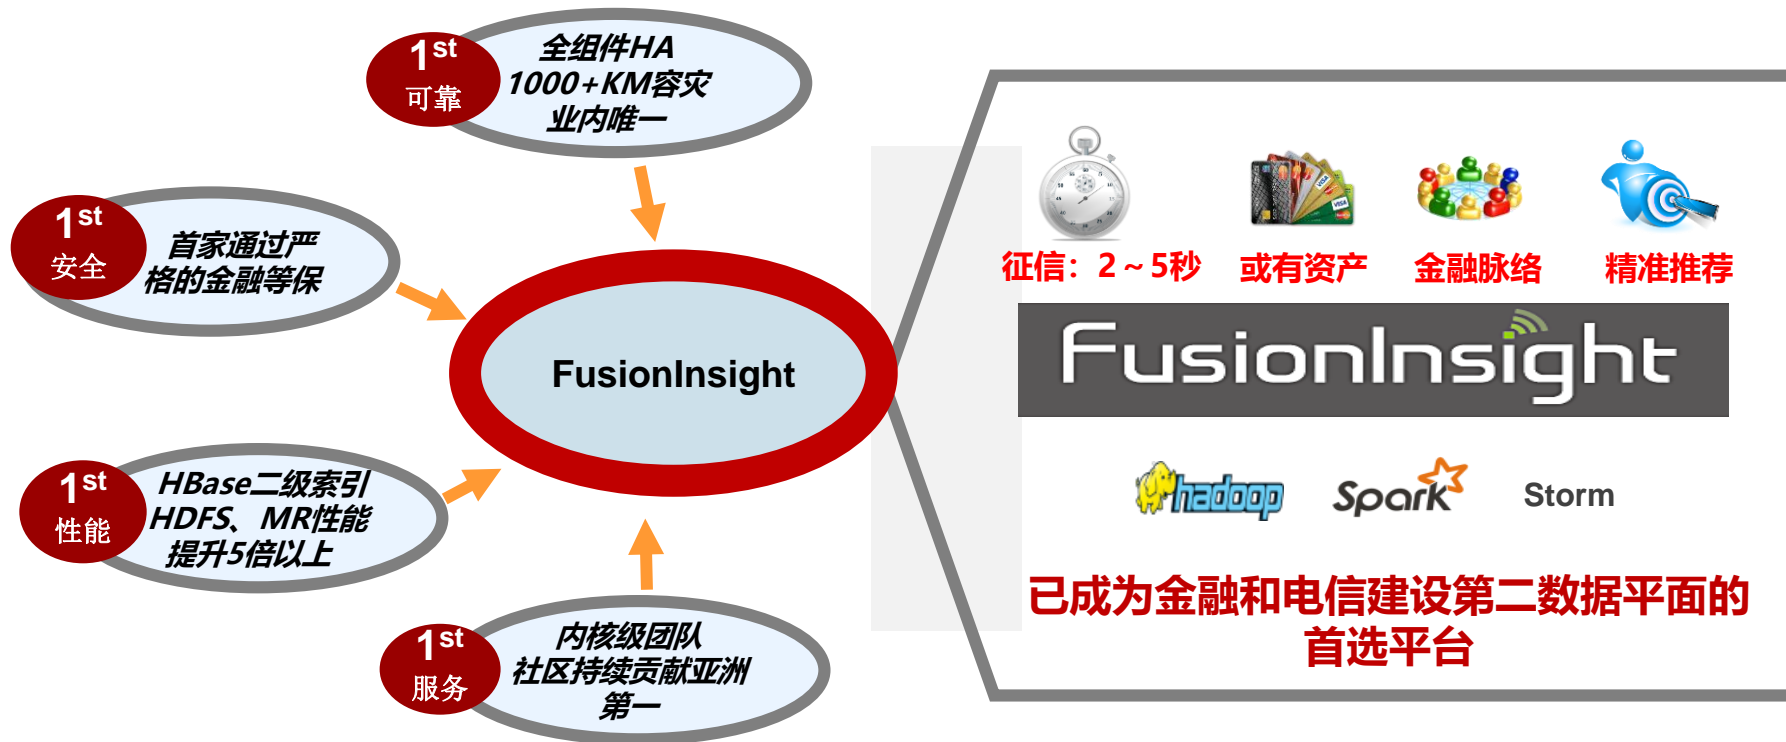 1st
可靠
全组件HA
1000+KM容灾
业内唯一
1st
安全
首家通过严
格的金融等保
FusionInsight
1st
性能
HBase二级索引
HDFS、MR性能
提升5倍以上
1st
服务
内核级团队
社区持续贡献亚洲
第一
征信：2～5秒
或有资产
金融脉络
精准推荐
FusionInsight
hadoop
Spark
Storm
已成为金融和电信建设第二数据平面的
首选平台